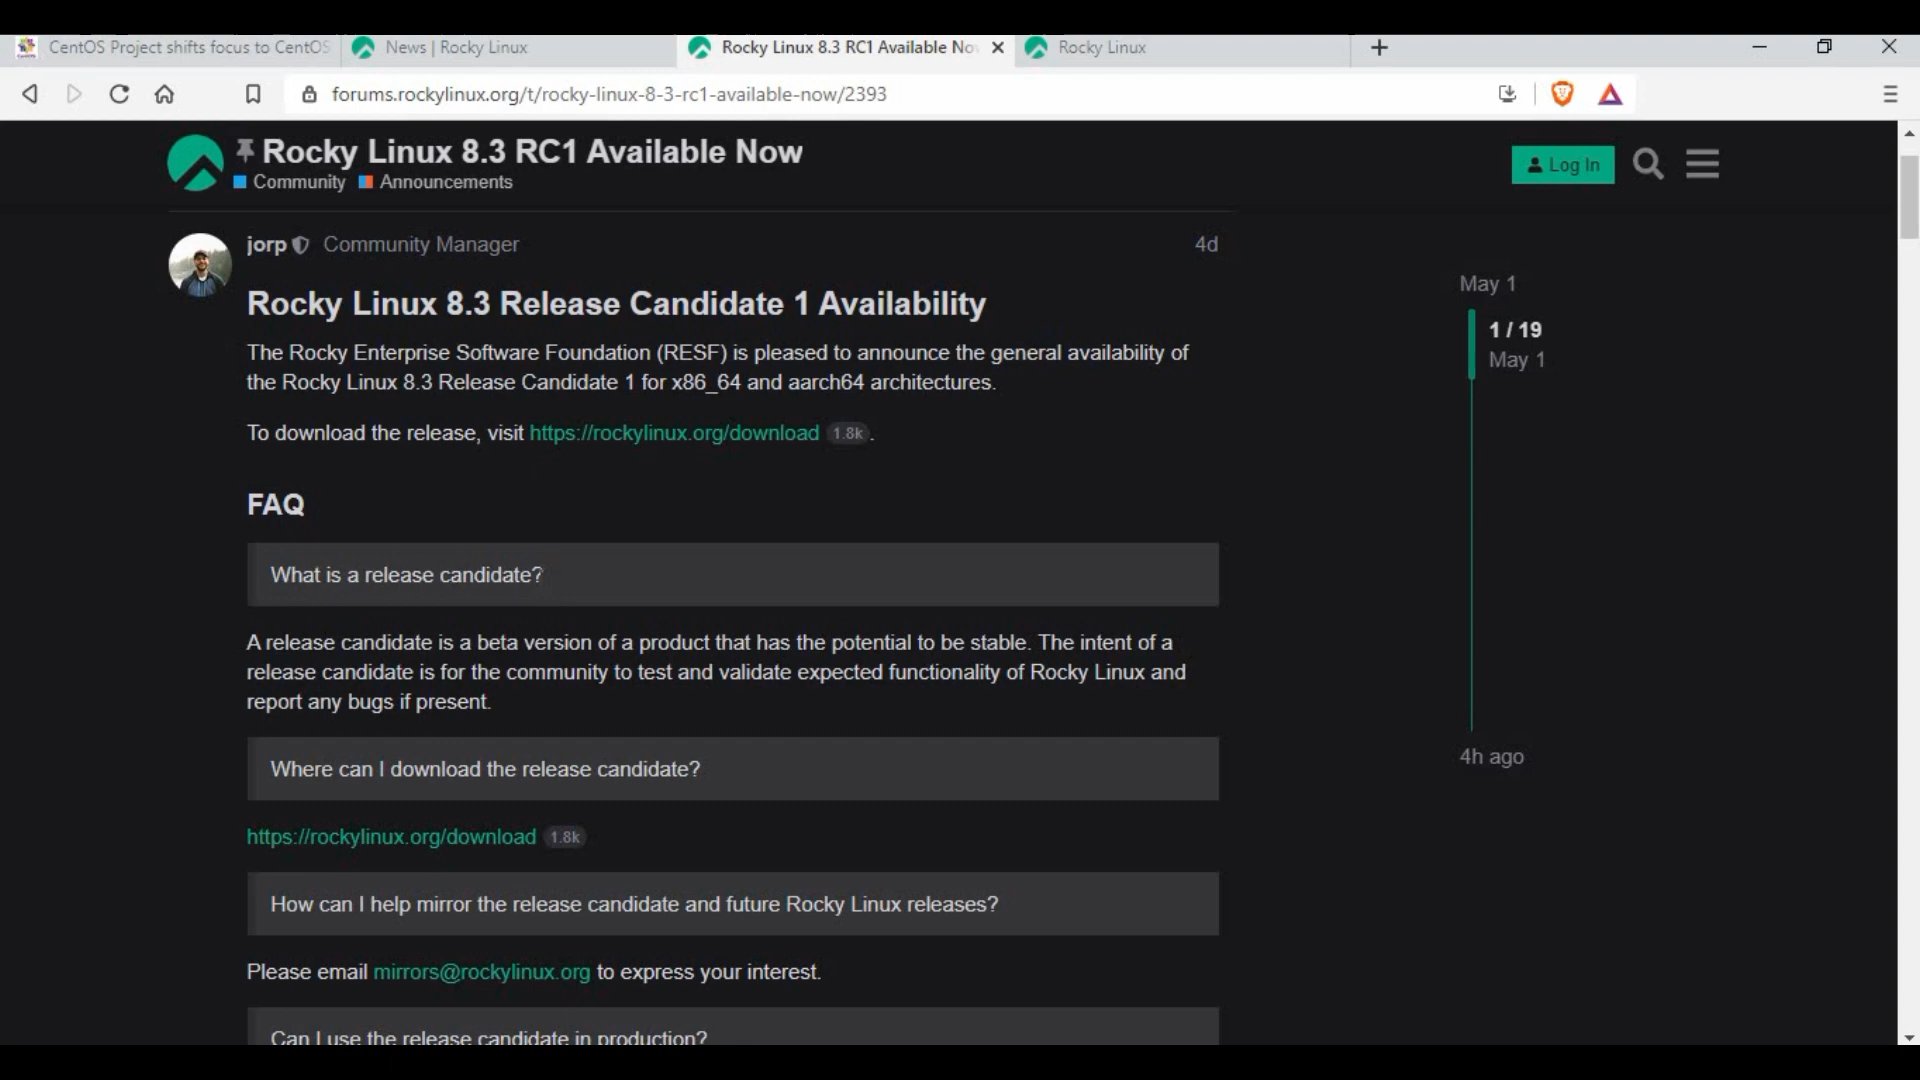 CentOS Project shifts focus to CentOS
News | Rocky Linux
Rocky Linux 8.3 RC1 Available No
Rocky Linux
forums.rockylinux.org/t/rocky-linux-8-3-rc1-available-now/2393
Rocky Linux 8.3 RC1 Available Now
Community Announcements
Log In
jorp Community Manager
4d
Rocky Linux 8.3 Release Candidate 1 Availability
The Rocky Enterprise Software Foundation (RESF) is pleased to announce the general availability of
the Rocky Linux 8.3 Release Candidate 1 for x86_64 and aarch64 architectures.
To download the release, visit https://rockylinux.org/download 1.8k .
FAQ
What is a release candidate?
A release candidate is a beta version of a product that has the potential to be stable. The intent of a
release candidate is for the community to test and validate expected functionality of Rocky Linux and
report any bugs if present.
Where can I download the release candidate?
https://rockylinux.org/download 1.8k
How can I help mirror the release candidate and future Rocky Linux releases?
Please email mirrors@rockylinux.org to express your interest.
Can I use the release candidate in production?
May 1
1 / 19
May 1
4h ago